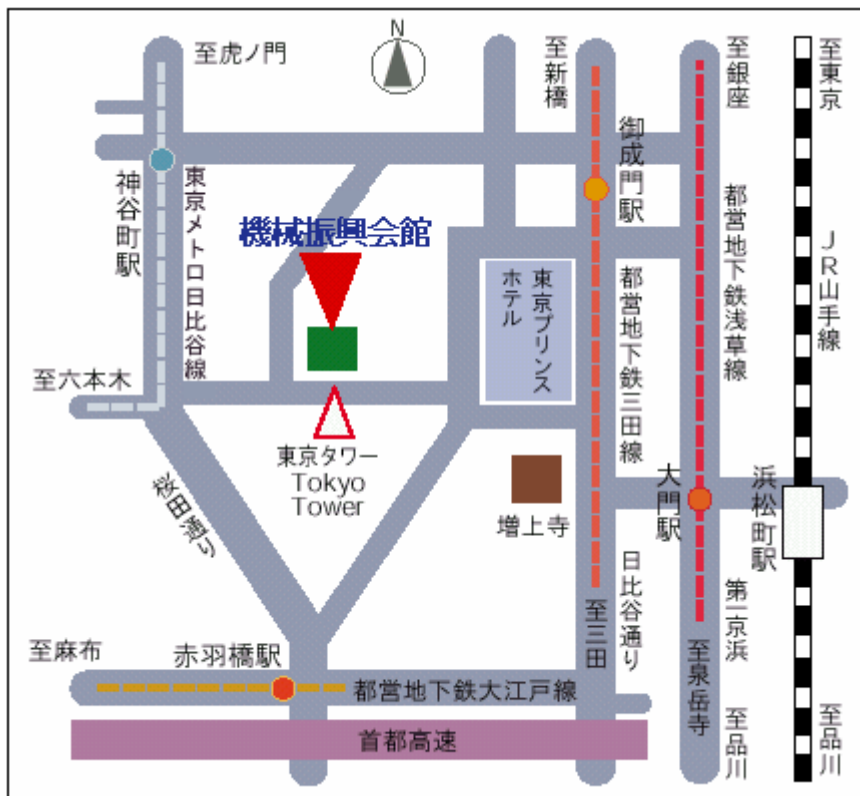 N
至虎ノ門
至新橋
至銀座
至東京
御成門駅
神谷町駅
東京メトロ日比谷線
機械振興会館
都営地下鉄浅草線
JR山手線
東京プリンス
ホテル
都営地下鉄三田線
至六本木
東京タワー
Tokyo
Tower
桜田通り
増上寺
大門駅
浜松町駅
日比谷通り
第一京浜
至三田
至麻布
赤羽橋駅
都営地下鉄大江戸線
至泉岳寺
至品川
至品川
首都高速